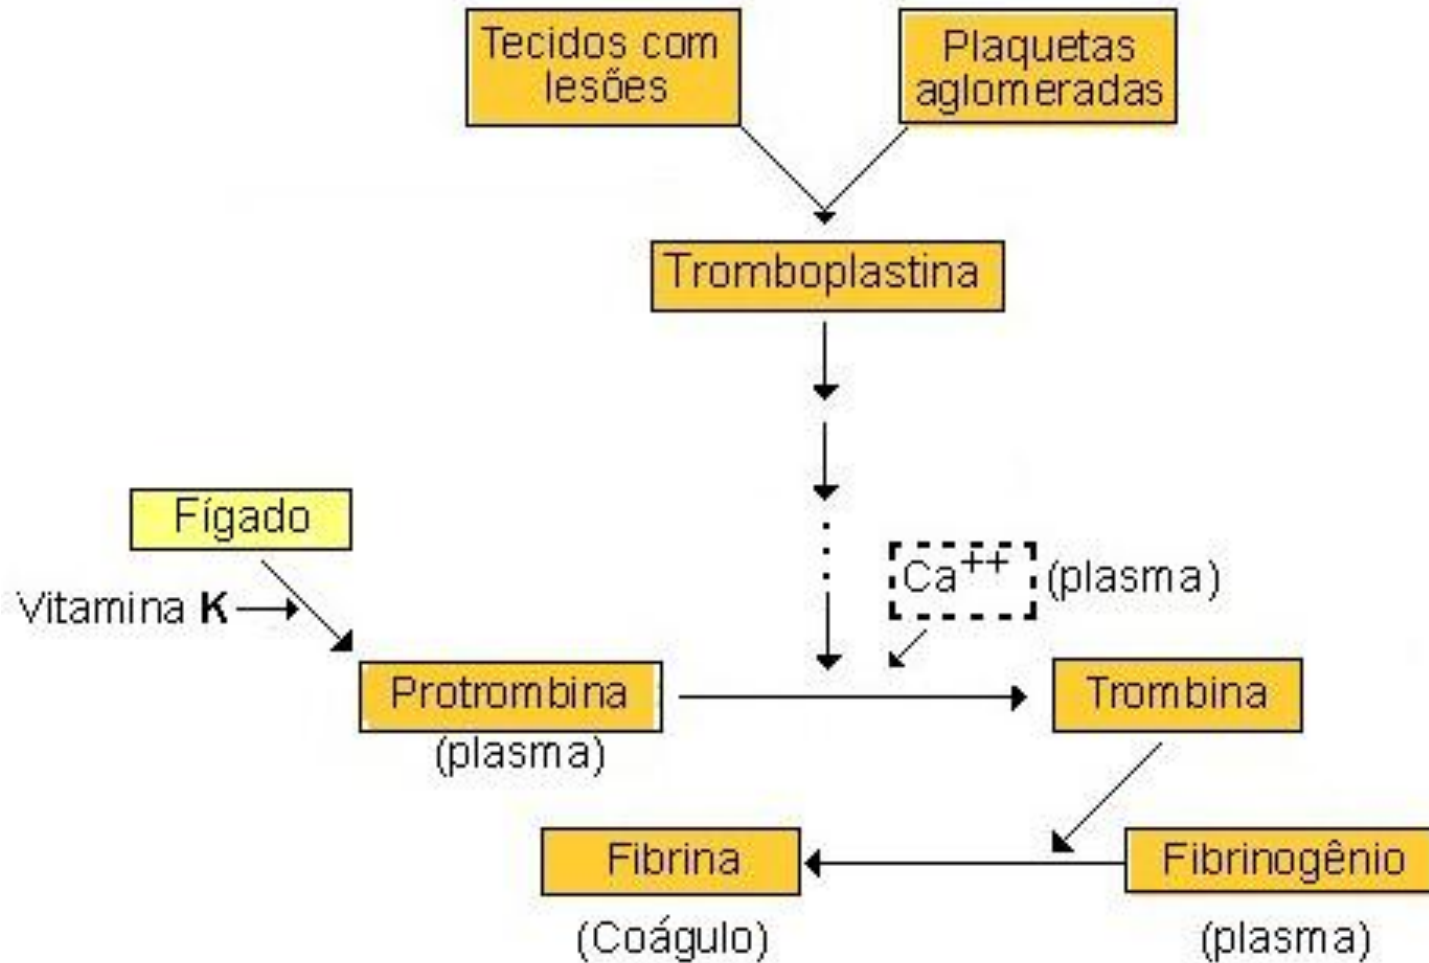 Tecidos com
lesões
Plaquetas
aglomeradas
Tromboplastina
Fígado
Vitamina K
Ca++ (plasma)
Protrombina
(plasma)
Trombina
Fibrina
(Coágulo)
Fibrinogênio
(plasma)